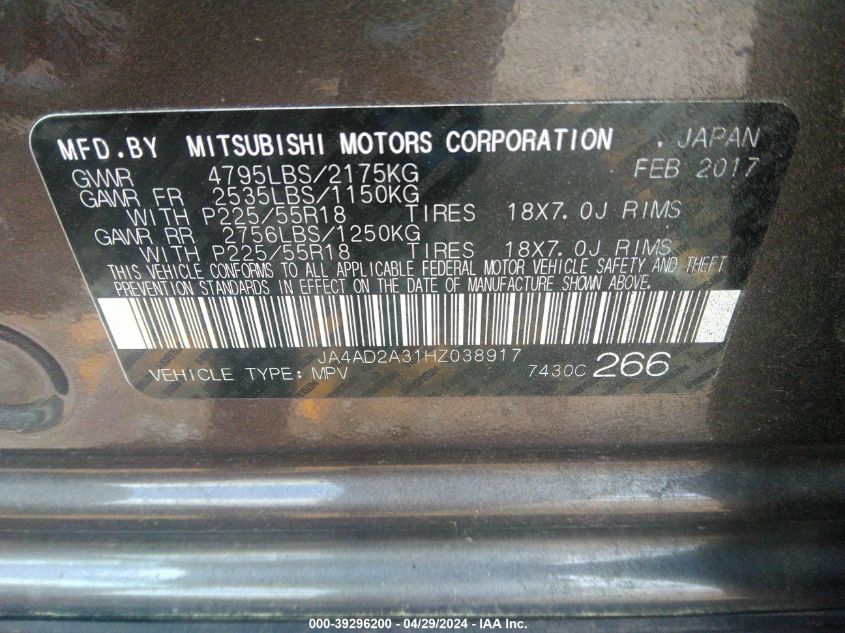 MFD.BY MITSUBISHI MOTORS CORPORATION . JAPAN
GVWR 4795LBS/2175KG FEB 2017
GAWR FR 2535LBS/1150KG
WITH P225/55R18 TIRES 18X7.0J RIMS
GAWR RR 2756LBS/1250KG
WITH P225/55R18 TIRES 18X7.0J RIMS
THIS VEHICLE CONFORMS TO ALL APPLICABLE FEDERAL MOTOR VEHICLE SAFETY AND THEFT
PREVENTION STANDARDS IN EFFECT ON THE DATE OF MANUFACTURE SHOWN ABOVE.
JA4AD2A31HZ038917
VEHICLE TYPE: MPV 7430C 266
000-39296200 - 04/29/2024 - IAA Inc.